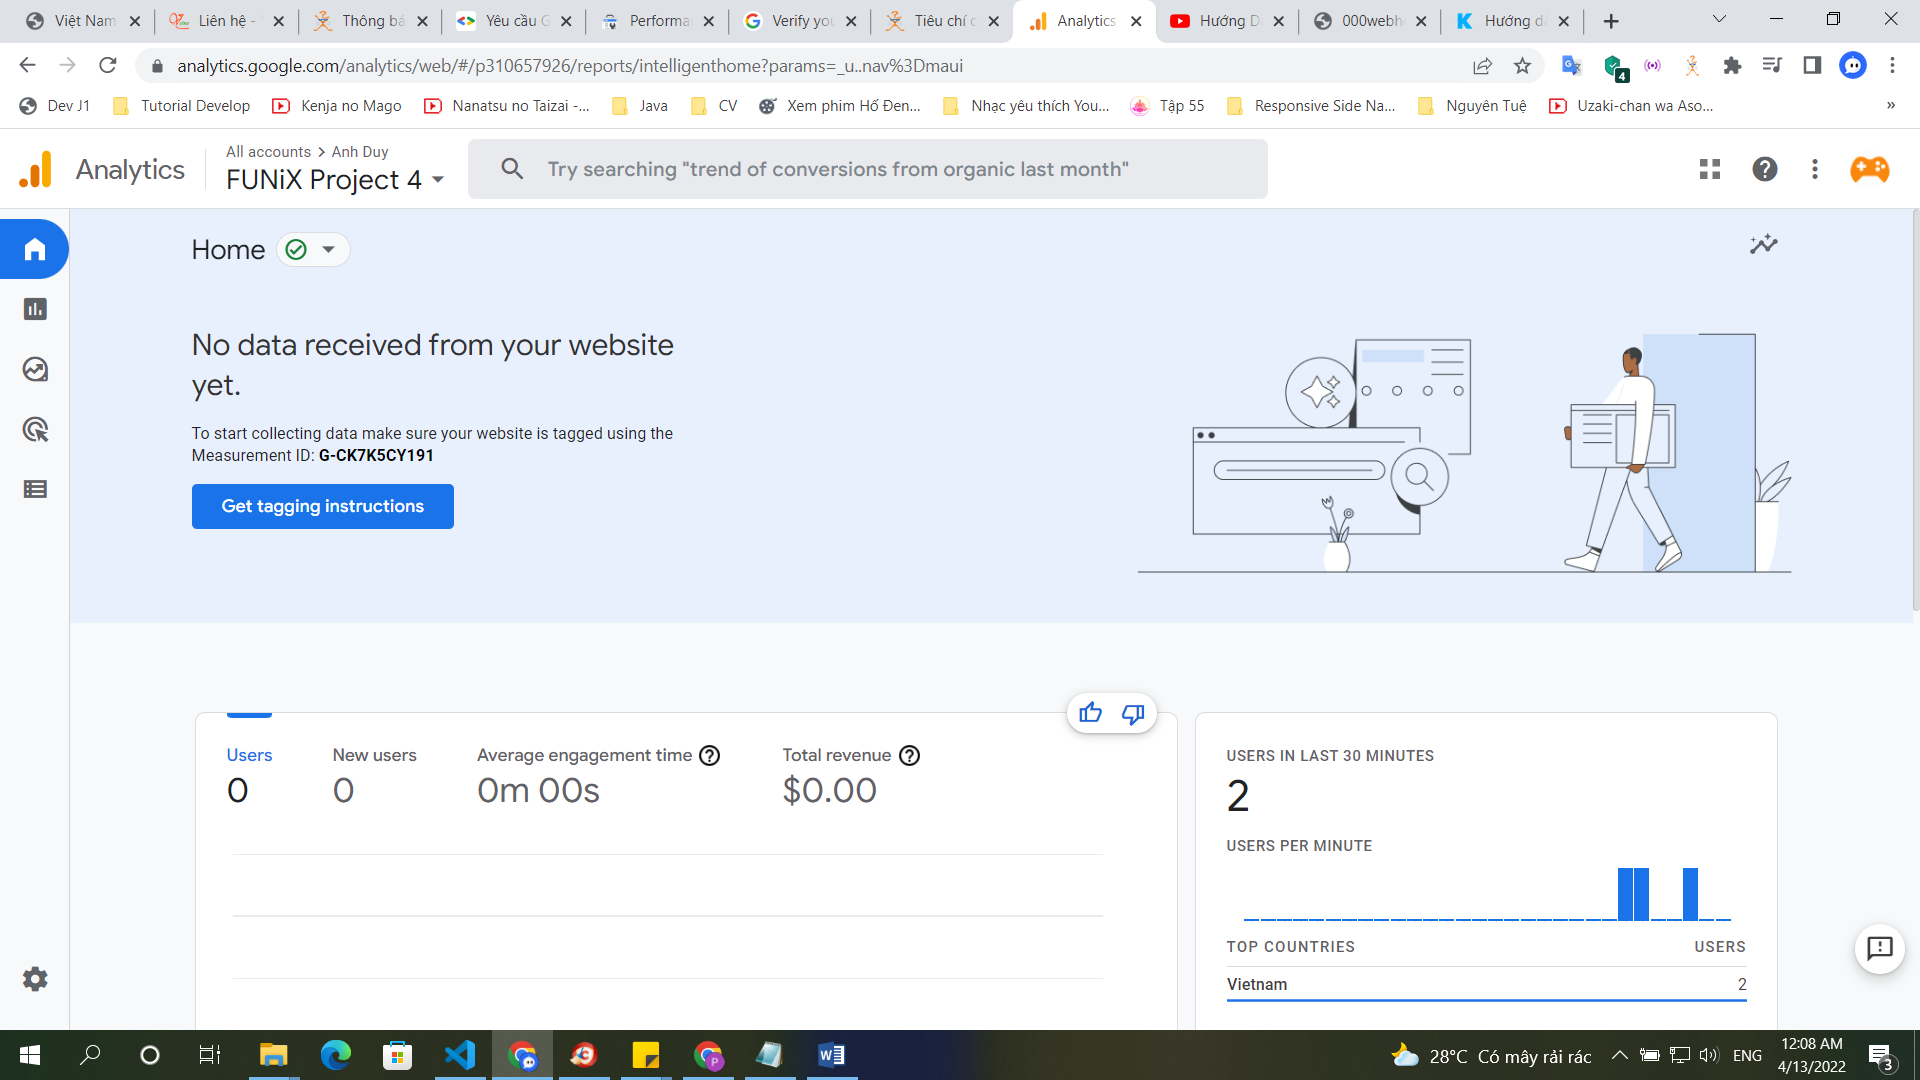 Việt Nam
Liên hệ -
Thông bá
Yêu cầu G
Performa
Verify you
Tiêu chí c
Analytics
Hướng D
000webh
Hướng d
analytics.google.com/analytics/web/#/p310657926/reports/intelligenthome?params=_u..nav%3Dmaui
4
Dev J1
Tutorial Develop
Kenja no Mago
Nanatsu no Taizai -...
Java
CV
Xem phim Hố Đen...
Nhạc yêu thích You...
Tập 55
Responsive Side Na...
Nguyên Tuệ
Uzaki-chan wa Aso...
»
Analytics
All accounts > Anh Duy
FUNiX Project 4
Try searching "trend of conversions from organic last month"
Home
No data received from your website
yet.
To start collecting data make sure your website is tagged using the
Measurement ID: G-CK7K5CY191
Get tagging instructions
Users
0
New users
0
Average engagement time
0m 00s
Total revenue
$0.00
USERS IN LAST 30 MINUTES
2
USERS PER MINUTE
TOP COUNTRIES USERS
Vietnam 2
28°C Có mây rải rác
ENG
12:08 AM
4/13/2022
3